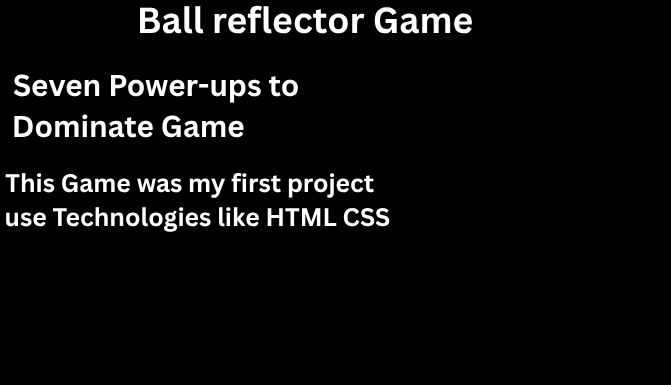 Ball reflector Game
Seven Power-ups to
Dominate Game
This Game was my first project
use Technologies like HTML CSS